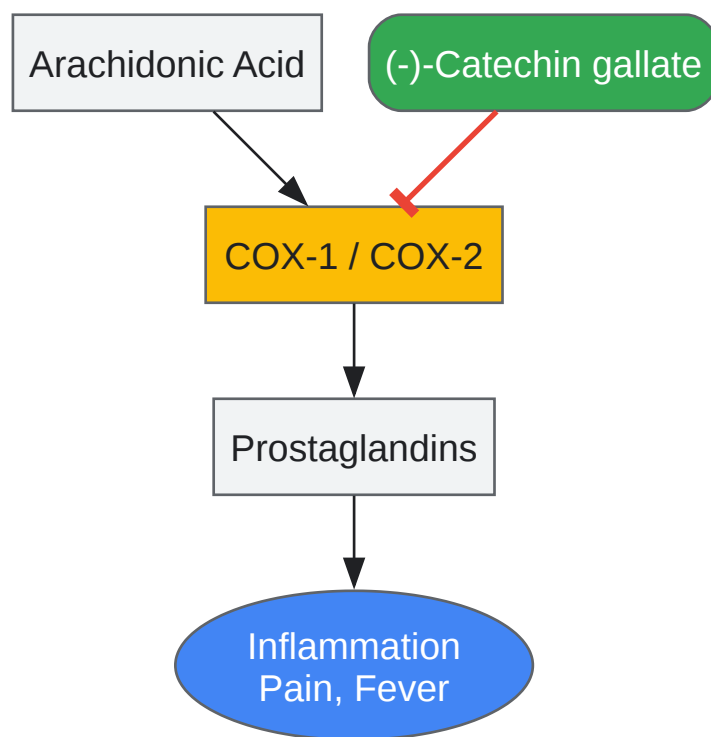 Arachidonic Acid
(-)-Catechin gallate
COX-1 / COX-2
Prostaglandins
Inflammation
Pain, Fever